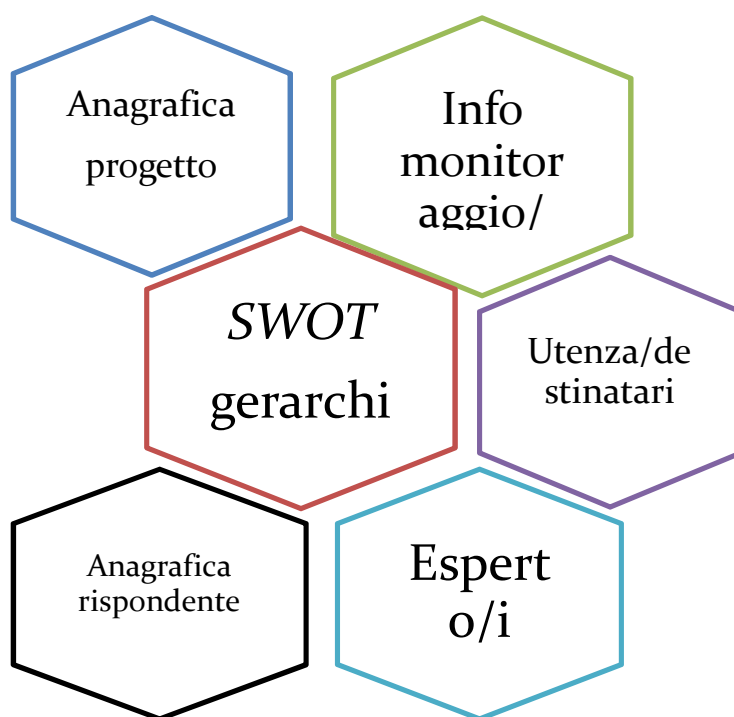 Anagrafica
progetto
Info
monitor
aggio/
SWOT
gerarchi
Utenza/de
stinatari
Anagrafica
rispondente
Espert
o/i